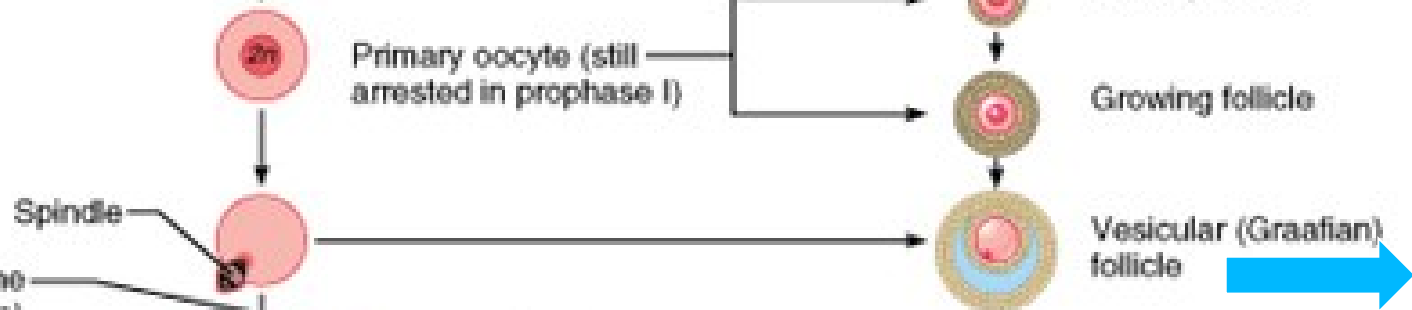 2n
Primary oocyte (still
arrested in prophase I)
Growing follicle
Spindle
Vesicular (Graafian)
follicle